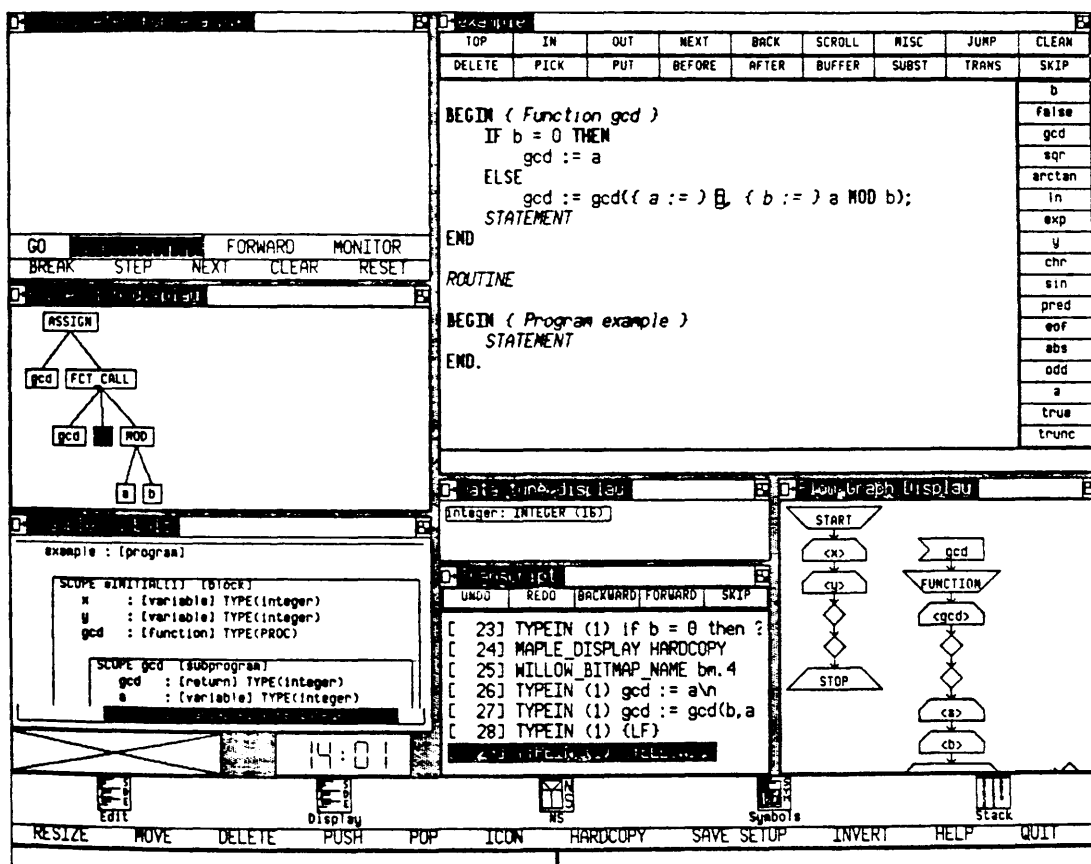 example
TOP IN OUT NEXT BACK SCROLL MISC JUMP CLEAN
DELETE PICK PUT BEFORE AFTER BUFFER SUBST TRANS SKIP
BEGIN { Function gcd }
IF b = 0 THEN
gcd := a
ELSE
gcd := gcd({ a := } , { b := } a MOD b);
STATEMENT
END
ROUTINE
BEGIN { Program example }
STATEMENT
END.
b
false
gcd
sqr
arctan
ln
exp
y
chr
sin
pred
eof
abs
odd
a
true
trunc
GO FORWARD MONITOR
BREAK STEP NEXT CLEAR RESET
ASSIGN
gcd FCT CALL
gcd MOD
a b
example : [program]
SCOPE [block]
x : [variable] TYPE(integer)
y : [variable] TYPE(integer)
gcd : [function] TYPE(PROC)
SCOPE gcd [subprogram]
gcd : [return] TYPE(integer)
a : [variable] TYPE(integer)
14:01
integer: INTEGER (16)
UNDO REDO BACKWARD FORWARD SKIP
[ 23] TYPEIN (1) if b = 0 then ?
[ 24] MAPLE_DISPLAY HARDCOPY
[ 25] WILLOW_BITMAP_NAME bm.4
[ 26] TYPEIN (1) gcd := a\n
[ 27] TYPEIN (1) gcd := gcd(b,a
[ 28] TYPEIN (1) {LF}
Flow Graph Display
START
<x>
<y>
STOP
gcd
FUNCTION
<gcd>
<a>
<b>
Edit Display NS Symbols Stack
RESIZE MOVE DELETE PUSH POP ICON HARDCOPY SAVE SETUP INVERT HELP QUIT